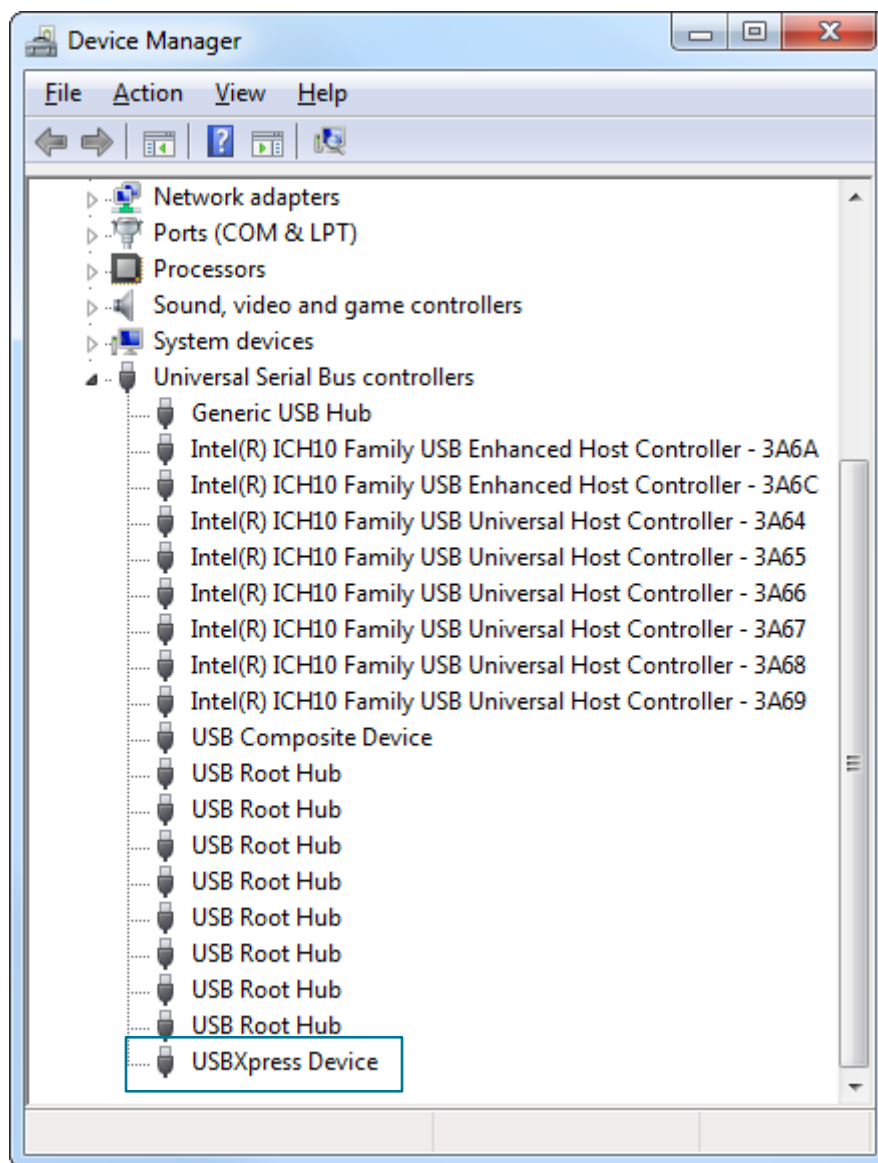 Device Manager
File Action View Help
Network adapters
Ports (COM & LPT)
Processors
Sound, video and game controllers
System devices
Universal Serial Bus controllers
Generic USB Hub
Intel(R) ICH10 Family USB Enhanced Host Controller - 3A6A
Intel(R) ICH10 Family USB Enhanced Host Controller - 3A6C
Intel(R) ICH10 Family USB Universal Host Controller - 3A64
Intel(R) ICH10 Family USB Universal Host Controller - 3A65
Intel(R) ICH10 Family USB Universal Host Controller - 3A66
Intel(R) ICH10 Family USB Universal Host Controller - 3A67
Intel(R) ICH10 Family USB Universal Host Controller - 3A68
Intel(R) ICH10 Family USB Universal Host Controller - 3A69
USB Composite Device
USB Root Hub
USB Root Hub
USB Root Hub
USB Root Hub
USB Root Hub
USB Root Hub
USB Root Hub
USB Root Hub
USBXpress Device